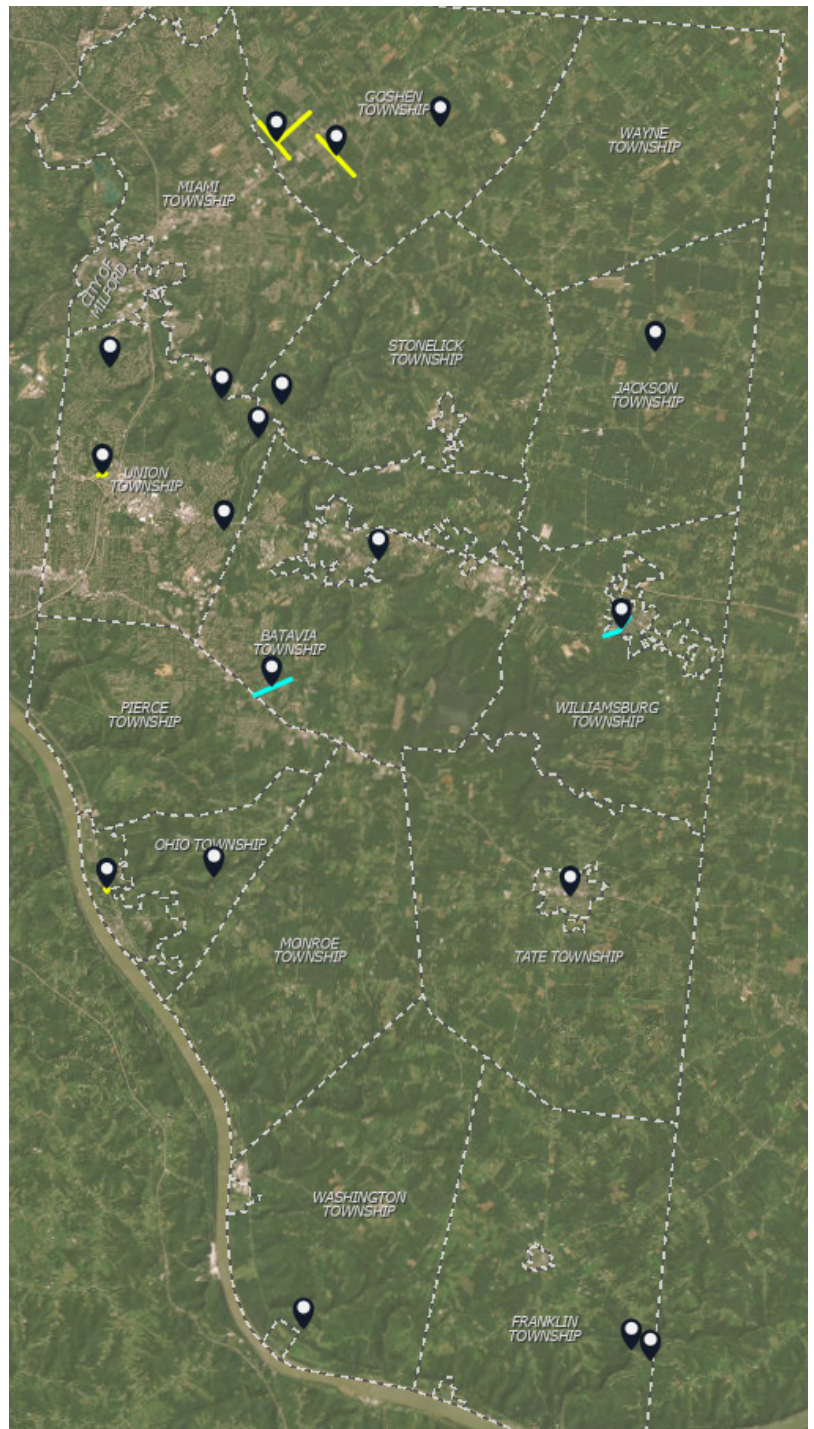 GOSHEN
TOWNSHIP
WAYNE
TOWNSHIP
MIAMI
TOWNSHIP
CITY OF
MILFORD
STONELICK
TOWNSHIP
JACKSON
TOWNSHIP
UNION
TOWNSHIP
BATAVIA
TOWNSHIP
PIERCE
TOWNSHIP
WILLIAMSBURG
TOWNSHIP
OHIO TOWNSHIP
MONROE
TOWNSHIP
TATE TOWNSHIP
WASHINGTON
TOWNSHIP
FRANKLIN
TOWNSHIP